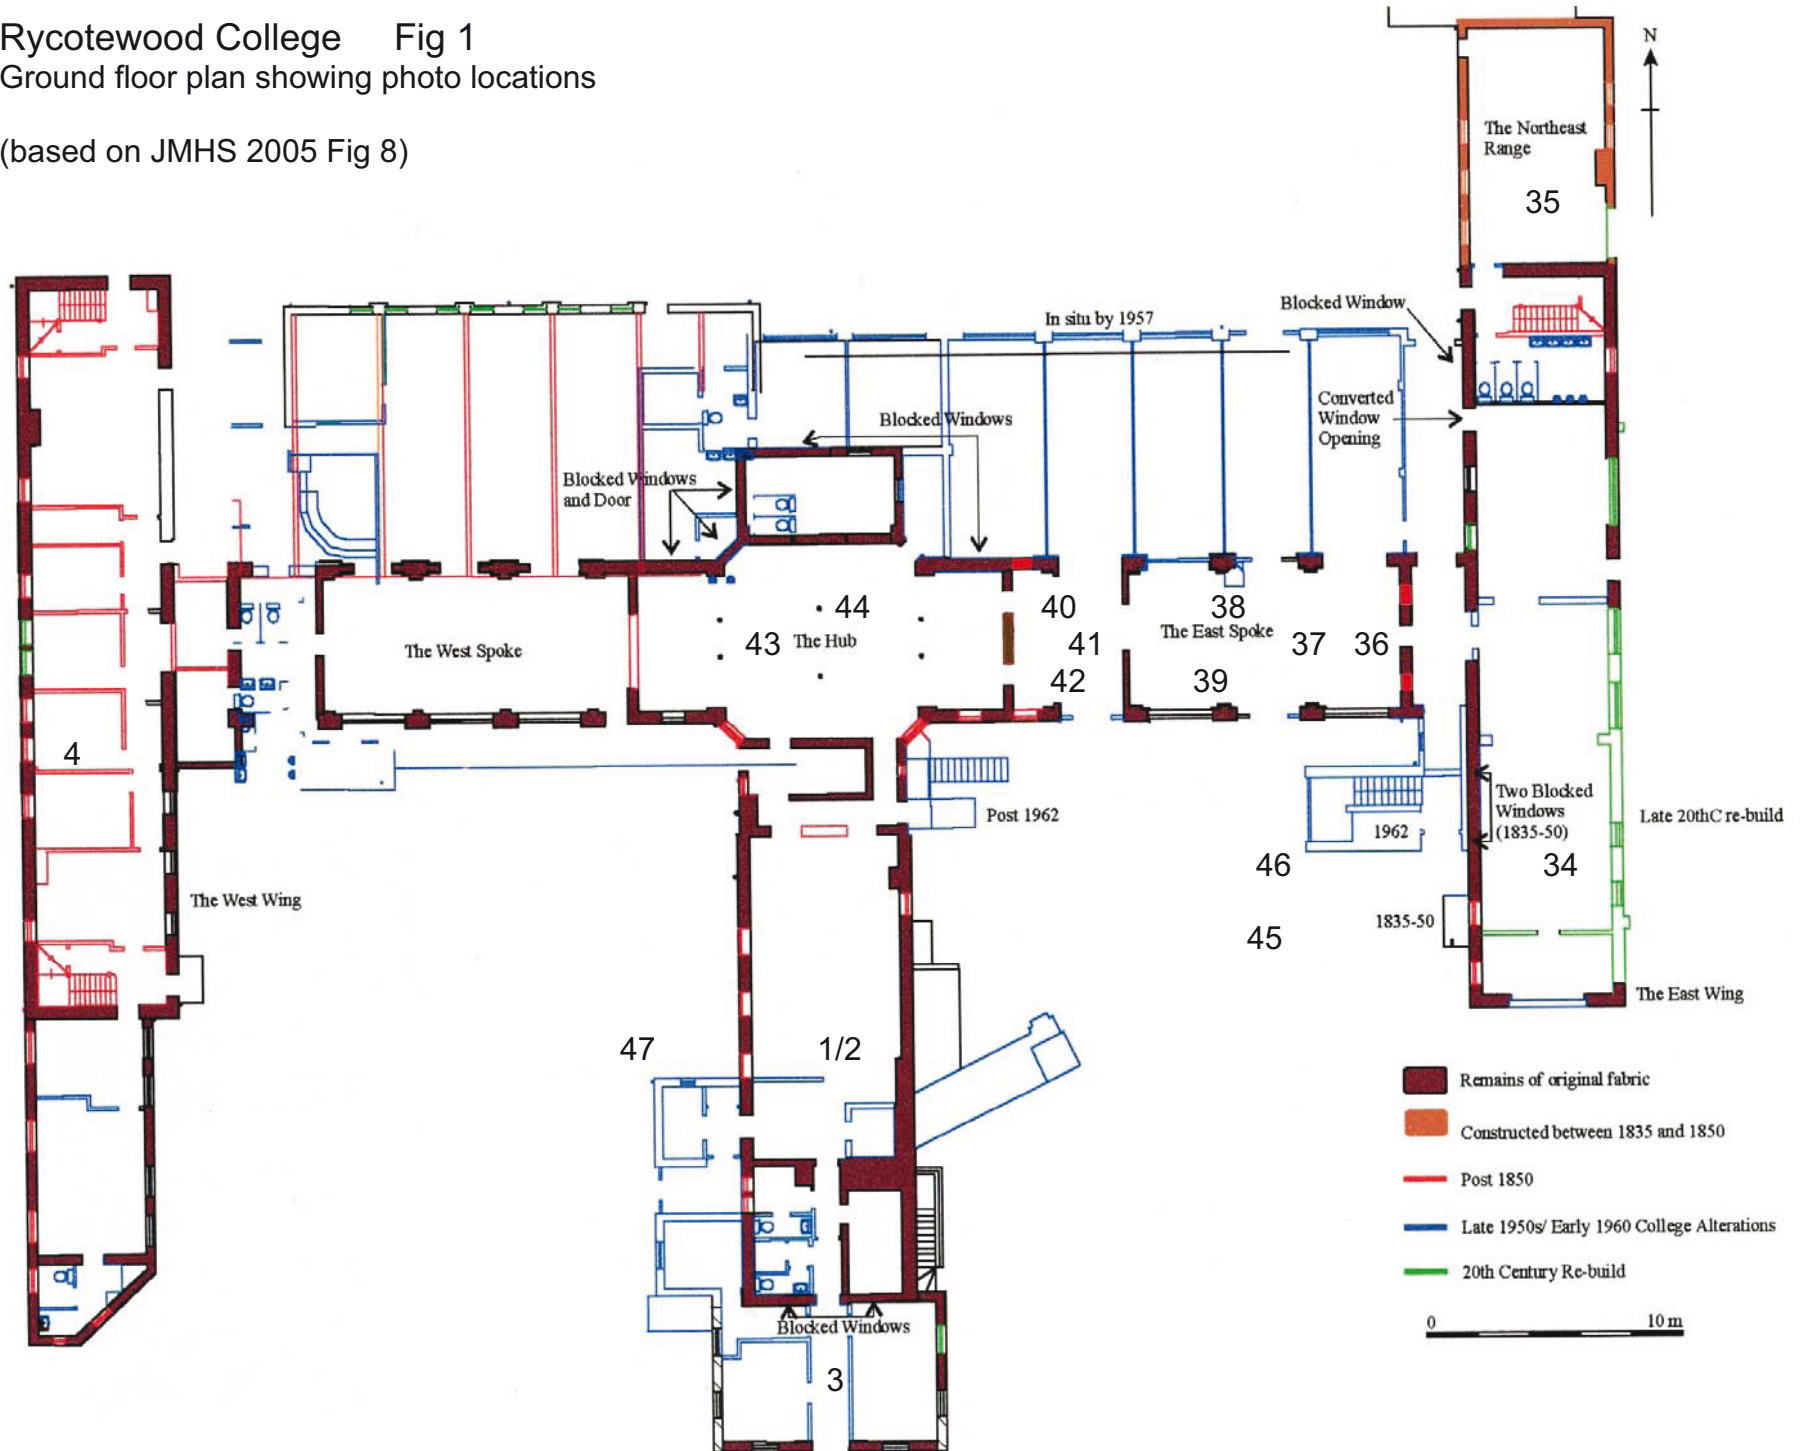 Rycotewood College Fig 1
Ground floor plan showing photo locations
(based on JMHS 2005 Fig 8)
N
The Northeast
Range
35
Blocked Window
In situ by 1957
Converted
Window
Opening
Blocked Windows
Blocked Windows
and Door
44
40
38
The West Spoke
43
The Hub
41
The East Spoke
37
36
42
39
4
Post 1962
1962
Two Blocked
Windows
(1835-50)
Late 20thC re-build
46
34
The West Wing
1835-50
45
The East Wing
47
1/2
Remains of original fabric
Constructed between 1835 and 1850
Post 1850
Late 1950s/ Early 1960 College Alterations
20th Century Re-build
0
10 m
Blocked Windows
3